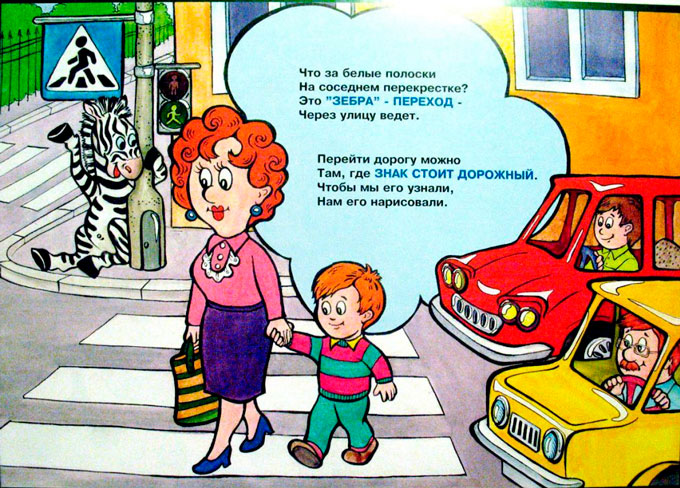 Что за белые полоски
На соседнем перекрестке?
Это "ЗЕБРА" - ПЕРЕХОД -
Через улицу ведет.
Перейти дорогу можно
Там, где ЗНАК СТОИТ ДОРОЖНЫЙ.
Чтобы мы его узнали,
Нам его нарисовали.